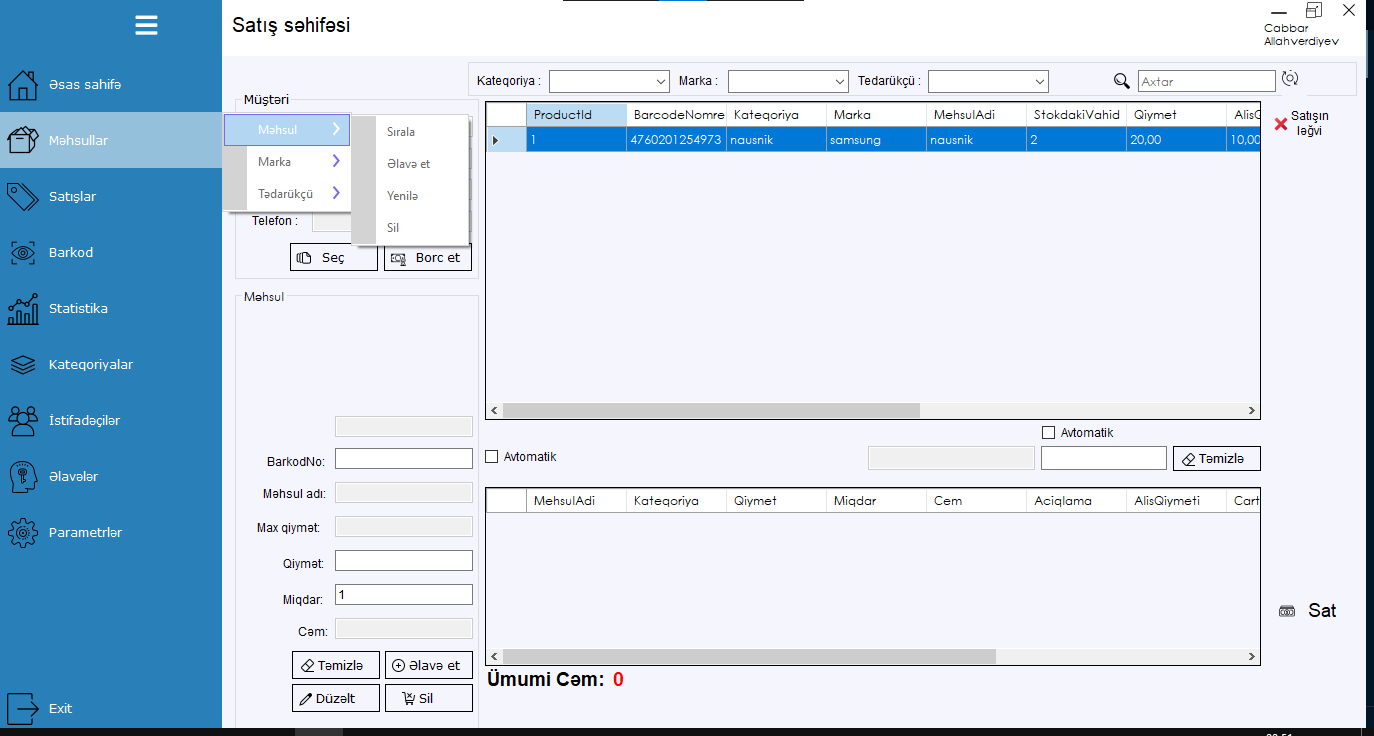 Satış səhifəsi
Cabbar
Allahverdiyev
Əsas sahifə
Məhsullar
Satışlar
Barkod
Statistika
Kateqoriyalar
İstifadəçilər
Əlavələr
Parametrlər
Exit
Kateqoriya :
Marka :
Tedarükçü :
Axtar
Müştəri
Məhsul
Marka
Tədarükçü
Sırala
Əlavə et
Yenilə
Sil
Telefon :
Seç
Borc et
ProductId BarcodeNomre Kateqoriya Marka MehsulAdi StokdakiVahid Qiymet
1 4760201254973 nausnik samsung nausnik 2 20,00 10,00
Satışın
ləğvi
Məhsul
BarkodNo:
Məhsul adı:
Max qiymət:
Qiymət:
Miqdar: 1
Cəm:
Təmizlə
Əlavə et
Düzəlt
Sil
Avtomatik
Avtomatik
Təmizlə
MehsulAdi Kateqoriya Qiymet Miqdar Cem Aciqlama AlisQiymeti Cart
Sat
Ümumi Cəm: 0